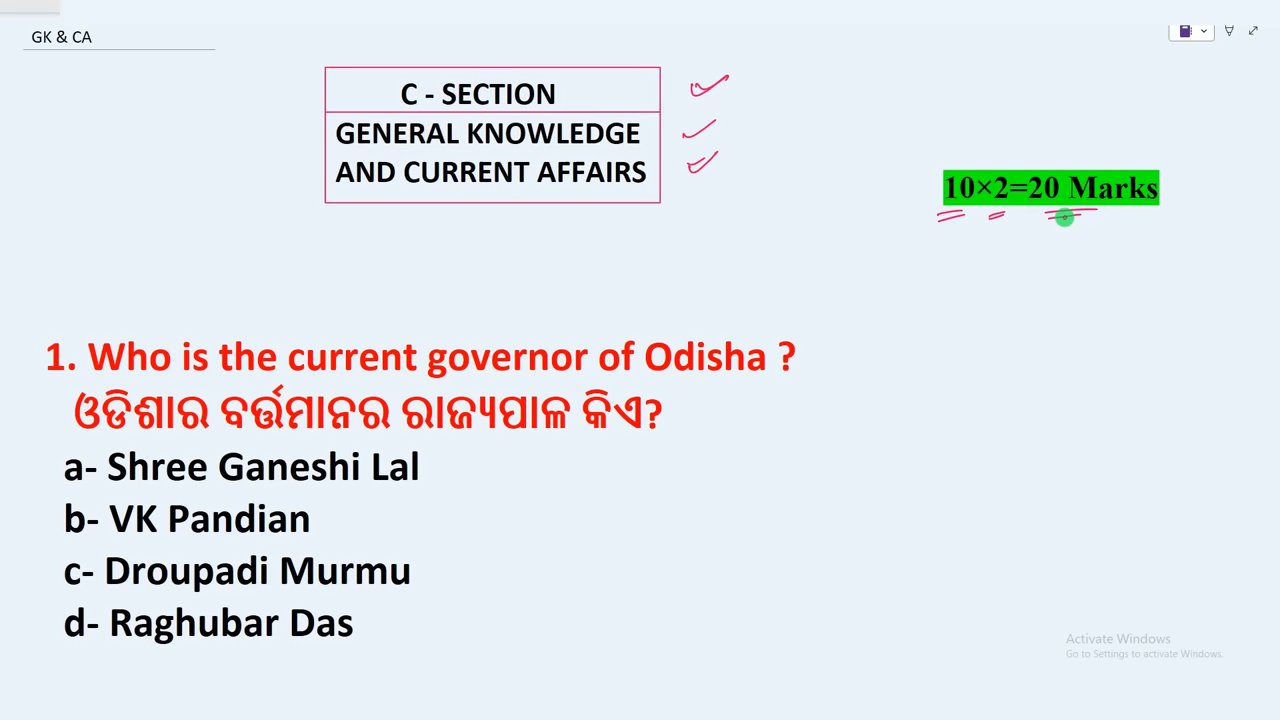 GK & CA
C - SECTION
GENERAL KNOWLEDGE
AND CURRENT AFFAIRS
10×2=20 Marks
1. Who is the current governor of Odisha ?
ଓଡିଶାର ବର୍ତ୍ତମାନର ରାଜ୍ୟପାଳ କିଏ?
a- Shree Ganeshi Lal
b- VK Pandian
c- Droupadi Murmu
d- Raghubar Das
Activate Windows
Go to Settings to activate Windows.